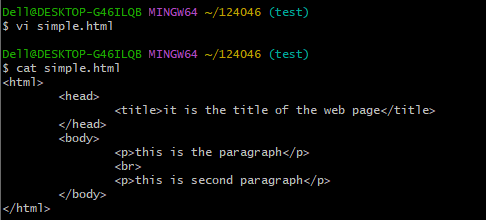 Dell@DESKTOP-G46ILQB MINGW64 ~/124046 (test)
$ vi simple.html

Dell@DESKTOP-G46ILQB MINGW64 ~/124046 (test)
$ cat simple.html
<html>
        <head>
                <title>it is the title of the web page</title>
        </head>
        <body>
                <p>this is the paragraph</p>
                <br>
                <p>this is second paragraph</p>
        </body>
</html>